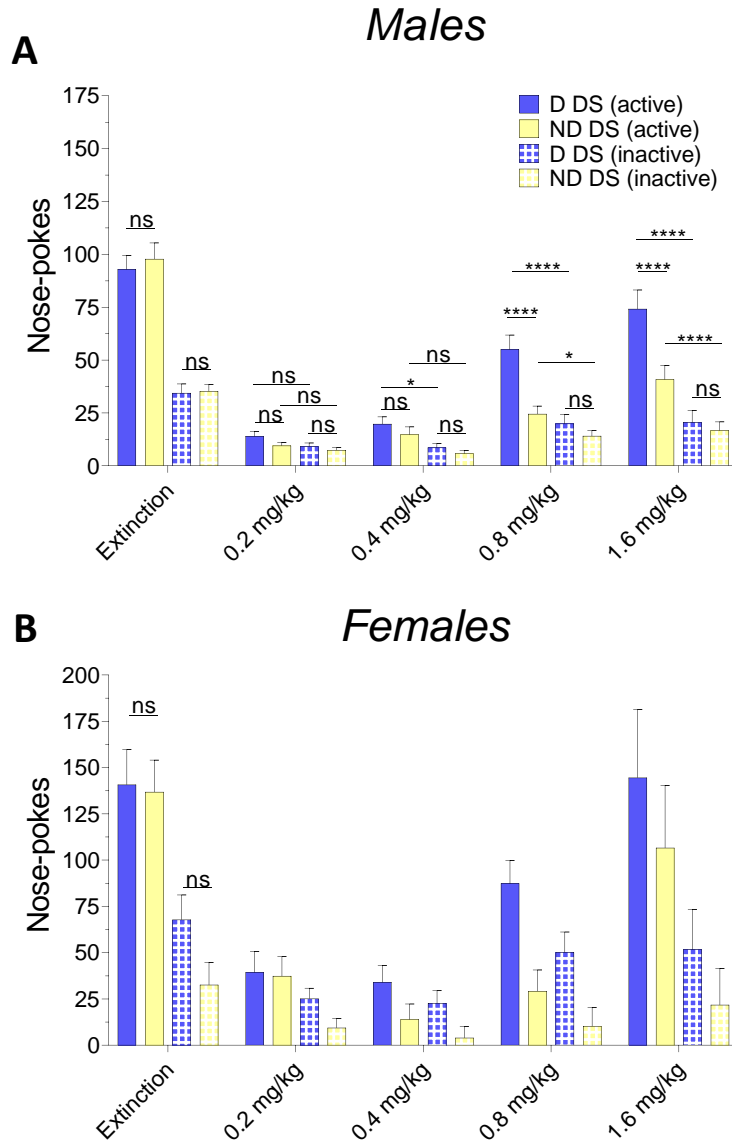 Males
A
175
150
125
100
75
50
25
0
Nose-pokes
D DS (active)
ND DS (active)
D DS (inactive)
ND DS (inactive)
ns
ns
ns
ns
ns
ns
ns
*
ns
ns
****
****
*
ns
****
****
****
ns
Extinction
0.2 mg/kg
0.4 mg/kg
0.8 mg/kg
1.6 mg/kg
B
Females
200
175
150
125
100
75
50
25
0
Nose-pokes
ns
ns
Extinction
0.2 mg/kg
0.4 mg/kg
0.8 mg/kg
1.6 mg/kg